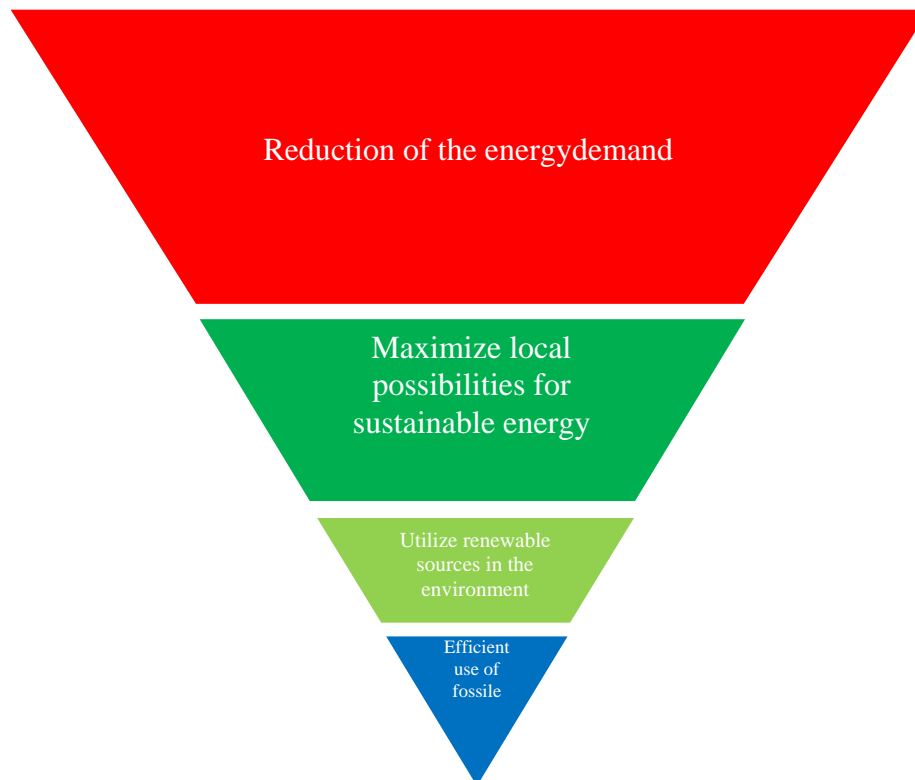 Reduction of the energydemand
Maximize local
possibilities for
sustainable energy
Utilize renewable
sources in the
environment
Efficient
use of
fossile